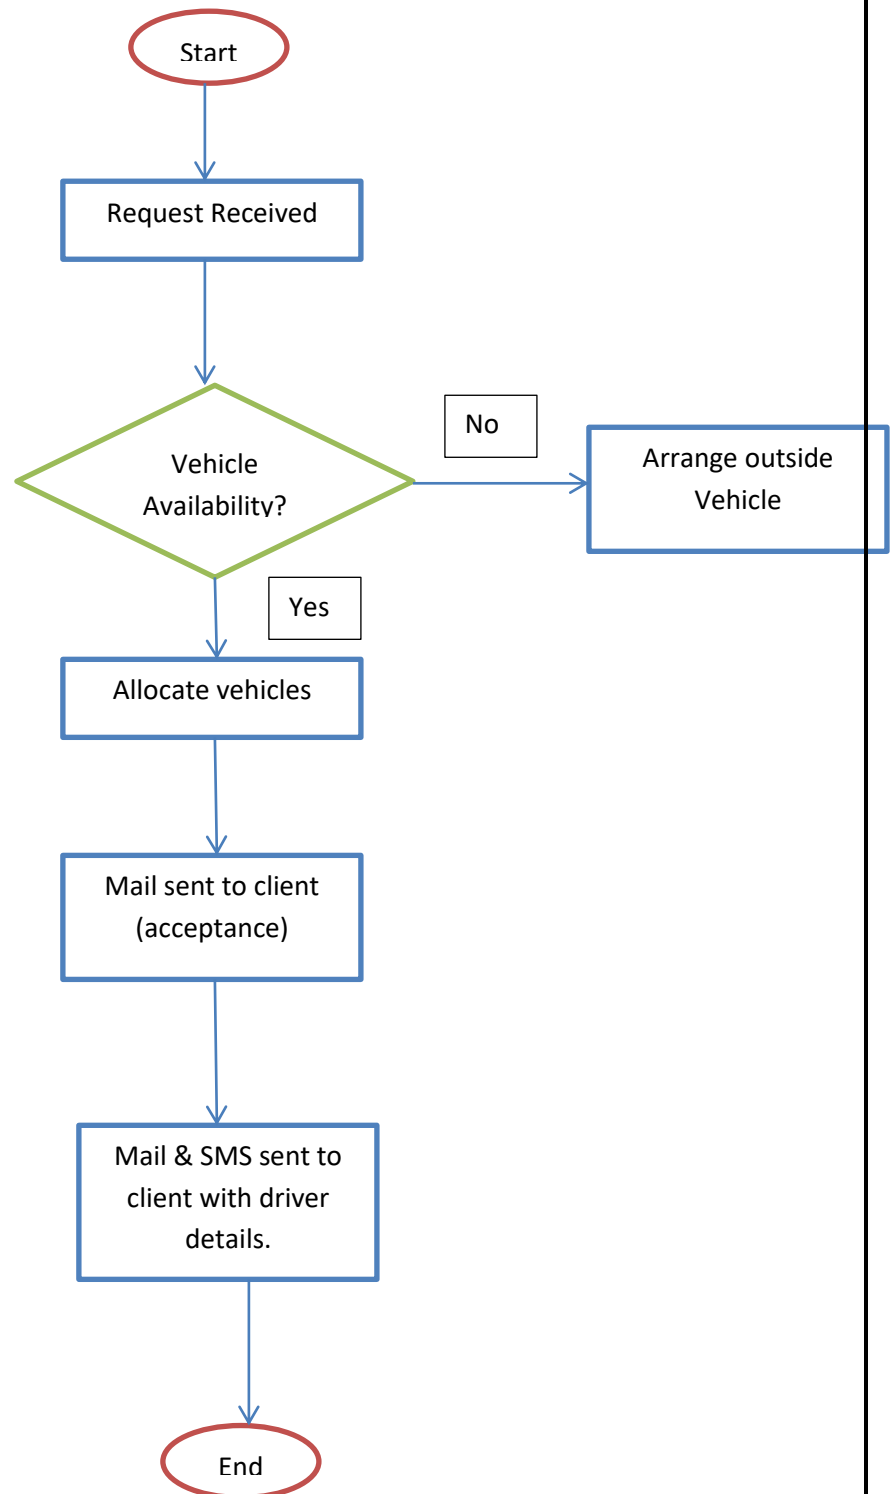 Start
Request Received
Vehicle
Availability?
No
Arrange outside
Vehicle
Yes
Allocate vehicles
Mail sent to client
(acceptance)
Mail & SMS sent to
client with driver
details.
End